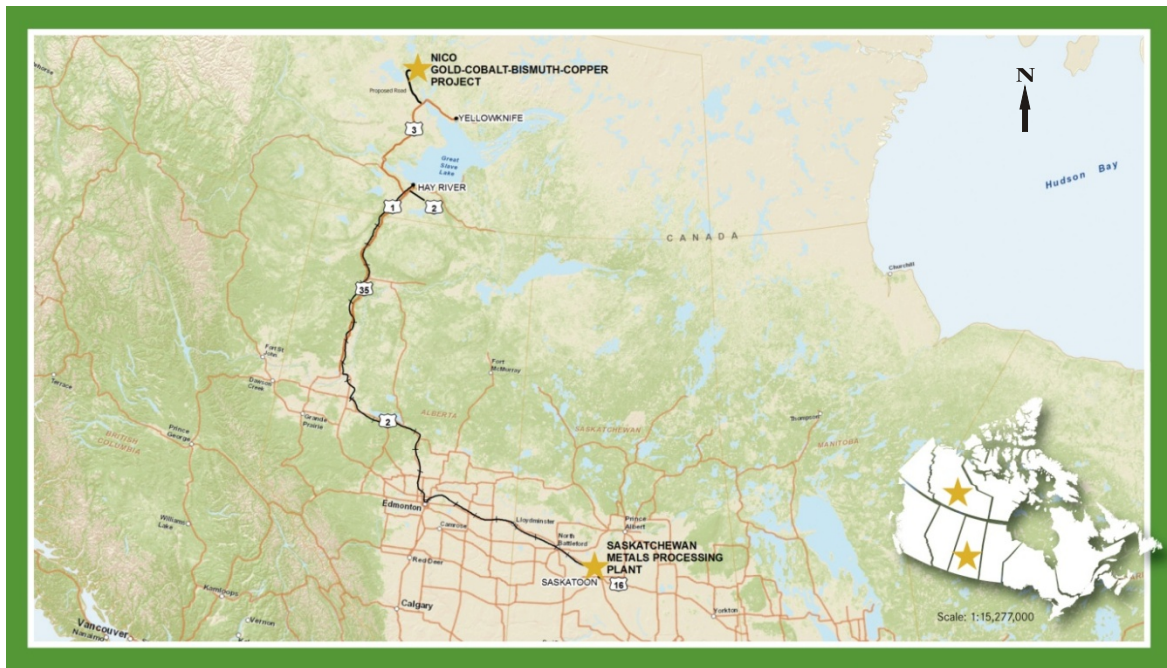 NICO
GOLD-COBALT-BISMUTH-COPPER
PROJECT
Proposed Road
YELLOWKNIFE
3
Great
Slave
Lake
HAY RIVER
1
2
N
Hudson Bay
CANADA
Churchill
35
Fort St
John
Dawson
Creek
Fort
McMurray
Terrace
Grande
Prairie
2
ALBERTA
SASKATCHEWAN
Thompson
MANITOBA
Prince
George
BRITISH
COLUMBIA
Edmonton
Williams
Lake
Camrose
Lloydminster
Prince
Albert
North
Battleford
Red Deer
SASKATCHEWAN
METALS PROCESSING
PLANT
SASKATOON
16
Kamloops
Calgary
Yorkton
Vernon
Vancouver
Nanaimo
Scale: 1:15,277,000